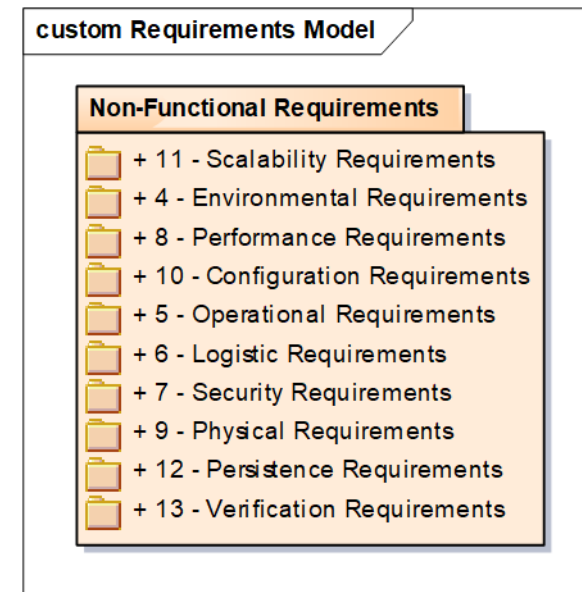 custom Requirements Model
Non-Functional Requirements
+ 11 - Scalability Requirements
+ 4 - Environmental Requirements
+ 8 - Performance Requirements
+ 10 - Configuration Requirements
+ 5 - Operational Requirements
+ 6 - Logistic Requirements
+ 7 - Security Requirements
+ 9 - Physical Requirements
+ 12 - Persistence Requirements
+ 13 - Verification Requirements